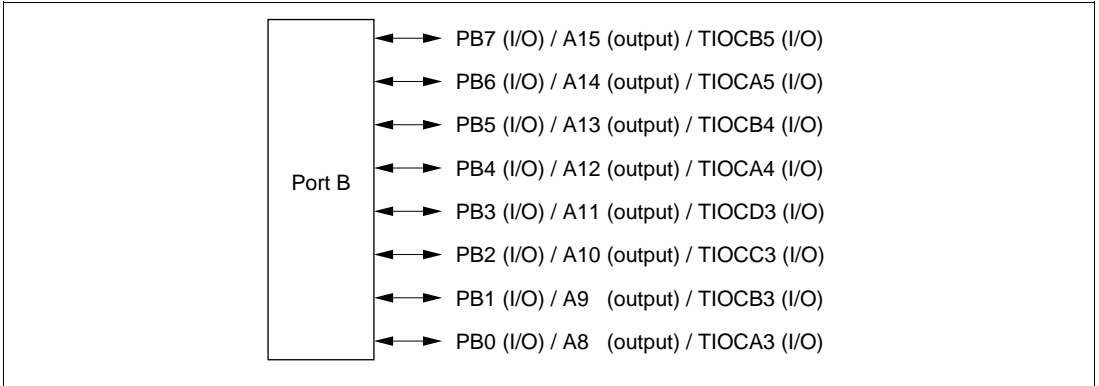 PB7 (I/O) / A15 (output) / TIOCB5 (I/O)
PB6 (I/O) / A14 (output) / TIOCA5 (I/O)
PB5 (I/O) / A13 (output) / TIOCB4 (I/O)
PB4 (I/O) / A12 (output) / TIOCA4 (I/O)
Port B
PB3 (I/O) / A11 (output) / TIOCD3 (I/O)
PB2 (I/O) / A10 (output) / TIOCC3 (I/O)
PB1 (I/O) / A9 (output) / TIOCB3 (I/O)
PB0 (I/O) / A8 (output) / TIOCA3 (I/O)